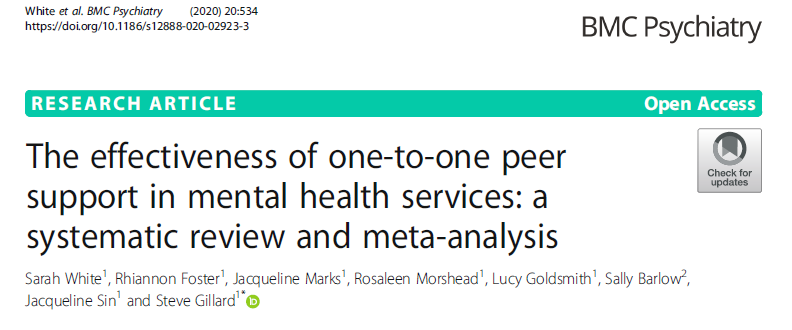 White et al. BMC Psychiatry (2020) 20:534
https://doi.org/10.1186/s12888-020-02923-3
BMC Psychiatry
RESEARCH ARTICLE Open Access
The effectiveness of one-to-one peer
support in mental health services: a
systematic review and meta-analysis
Check for
updates
Sarah White1, Rhiannon Foster1, Jacqueline Marks1, Rosaleen Morshead1, Lucy Goldsmith1, Sally Barlow2,
Jacqueline Sin1 and Steve Gillard1* iD